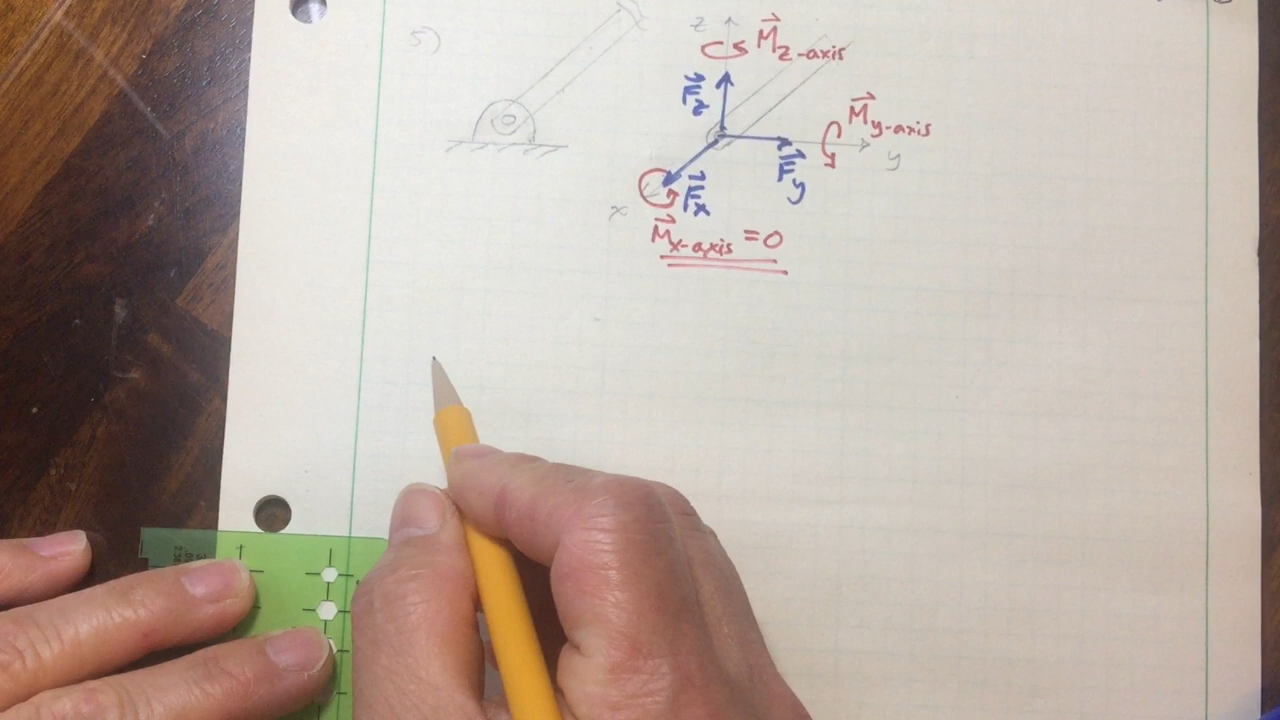 5)
z
M⃗z-axis
F⃗z
M⃗y-axis
y
F⃗y
F⃗x
x
M⃗x-axis = 0